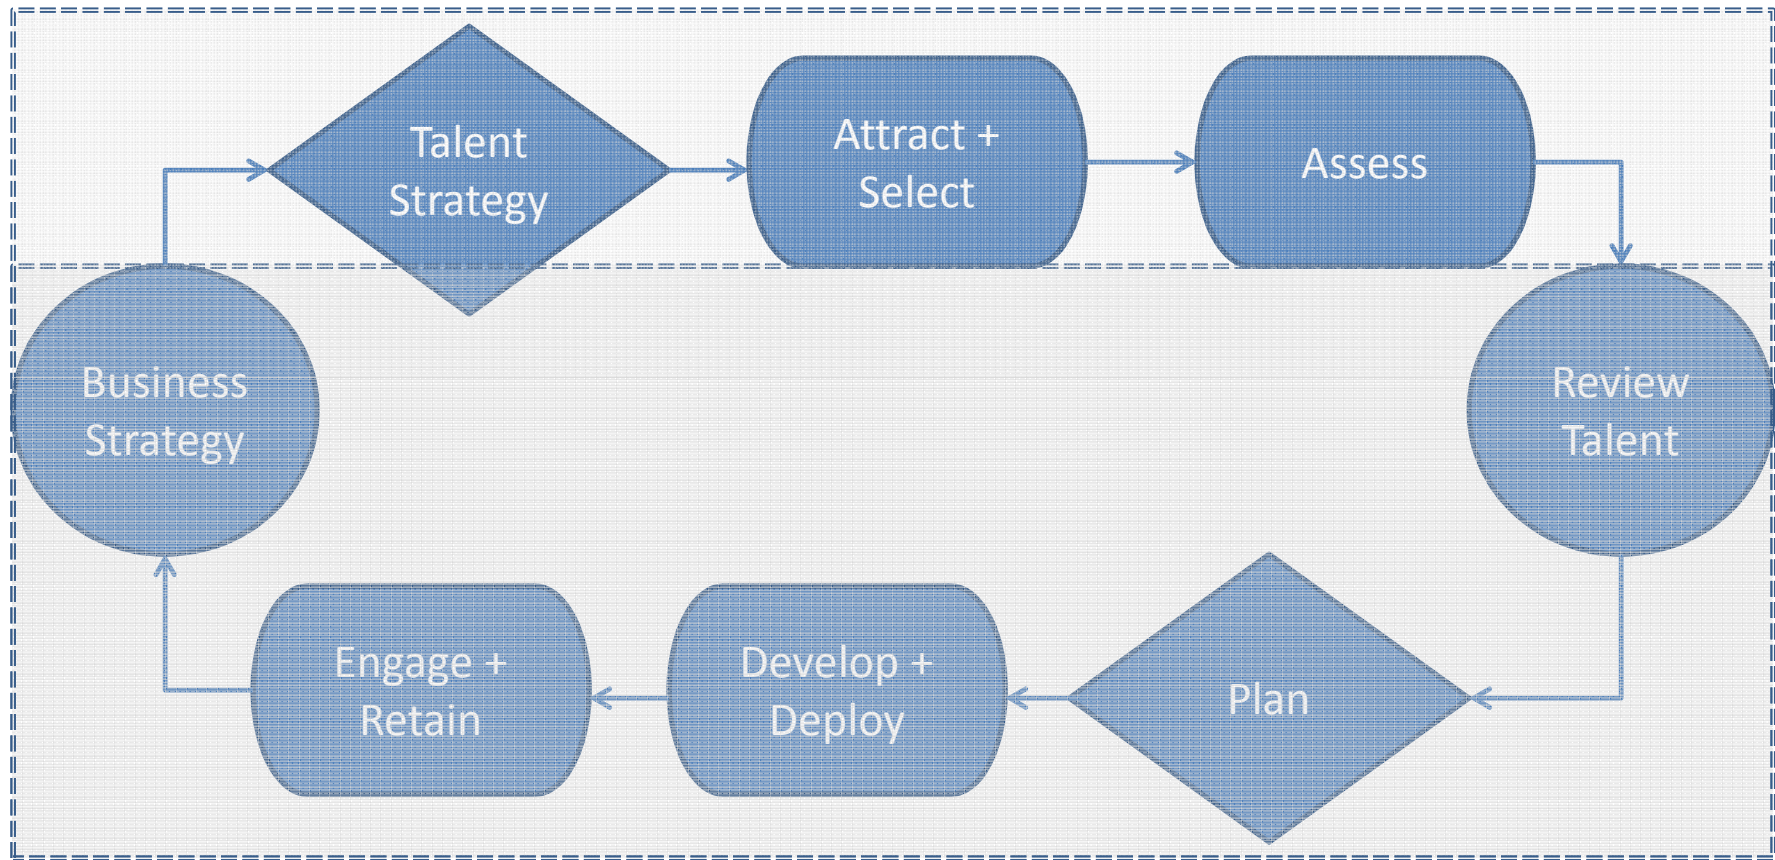 Talent
Strategy
Attract +
Select
Assess
Business
Strategy
Review
Talent
Engage +
Retain
Develop +
Deploy
Plan